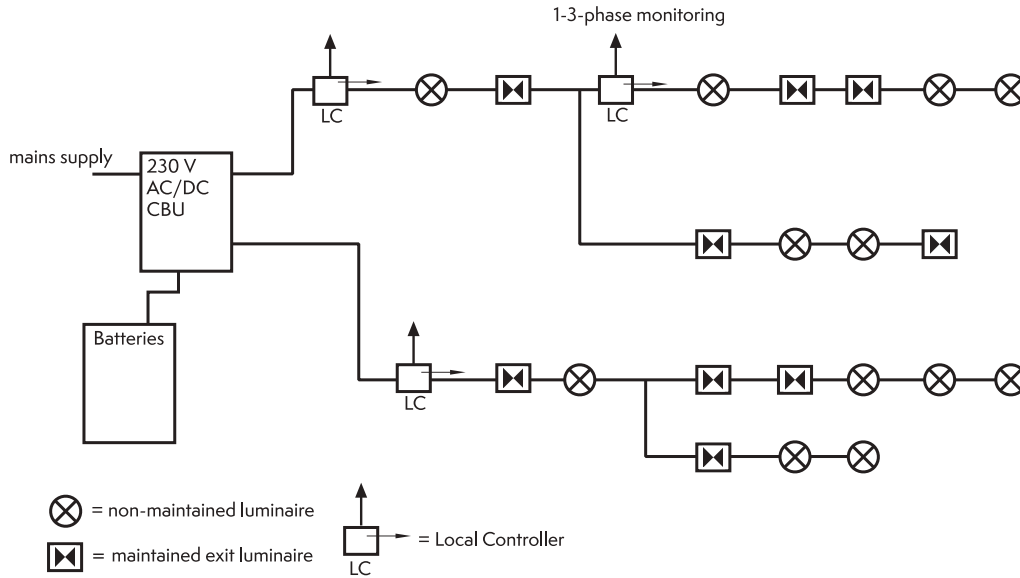 1-3-phase monitoring
LC
LC
mains supply
230 V
AC/DC
CBU
Batteries
LC
= non-maintained luminaire
= maintained exit luminaire
= Local Controller
LC